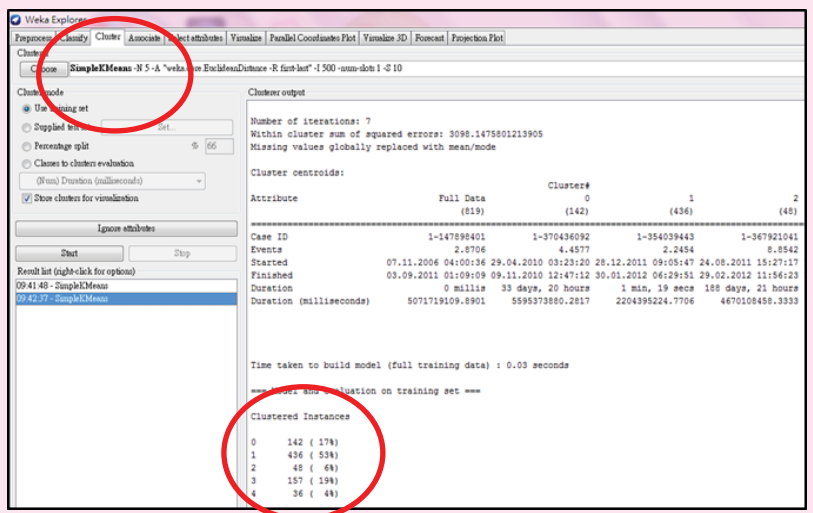 Weka Explorer
Preprocess Classify Cluster Associate Select attributes Visualize Parallel Coordinates Plot Visualize 3D Forecast Projection Plot
Clusterer
Choose SimpleKMeans -N 5 -A "weka.core.EuclideanDistance -R first-last" -I 500 -num-slots 1 -S 10
Cluster mode
Use training set
Supplied test set Set...
Percentage split % 66
Classes to clusters evaluation
(Num) Duration (milliseconds)
Store clusters for visualization
Ignore attributes
Start Stop
Result list (right-click for options)
09:41:48 - SimpleKMeans
09:42:37 - SimpleKMeans
Clusterer output
Number of iterations: 7
Within cluster sum of squared errors: 3098.1475801213905
Missing values globally replaced with mean/mode
Cluster centroids:
Cluster#
Attribute Full Data 0 1 2
(819) (142) (436) (48)
Case ID 1-147898401 1-370436092 1-354039443 1-367921041
Events 2.8706 4.4577 2.2454 8.8542
Started 07.11.2006 04:00:36 29.04.2010 03:23:20 28.12.2011 09:05:47 24.08.2011 15:27:17
Finished 03.09.2011 01:09:09 09.11.2010 12:47:12 30.01.2012 06:29:51 29.02.2012 11:56:23
Duration 0 millis 33 days, 20 hours 1 min, 19 secs 188 days, 21 hours
Duration (milliseconds) 5071719109.8901 5595373880.2817 2204395224.7706 4670108458.3333
Time taken to build model (full training data) : 0.03 seconds
=== Model and evaluation on training set ===
Clustered Instances
0 142 ( 17%)
1 436 ( 53%)
2 48 ( 6%)
3 157 ( 19%)
4 36 ( 4%)